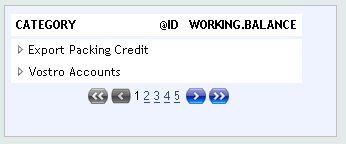 CATEGORY @ID WORKING.BALANCE
Export Packing Credit
Vostro Accounts
1 2 3 4 5